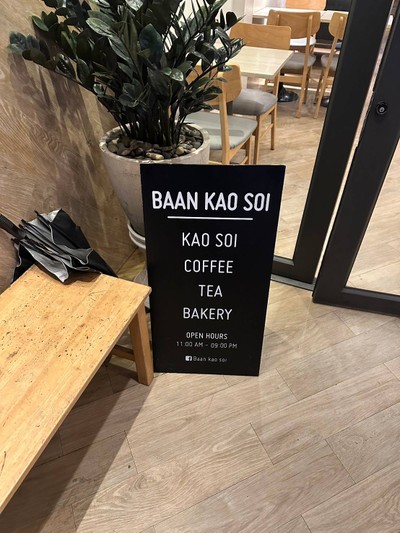 BAAN KAO SOI
KAO SOI
COFFEE
TEA
BAKERY
OPEN HOURS
11:00 AM - 09:00 PM
Baan kao soi